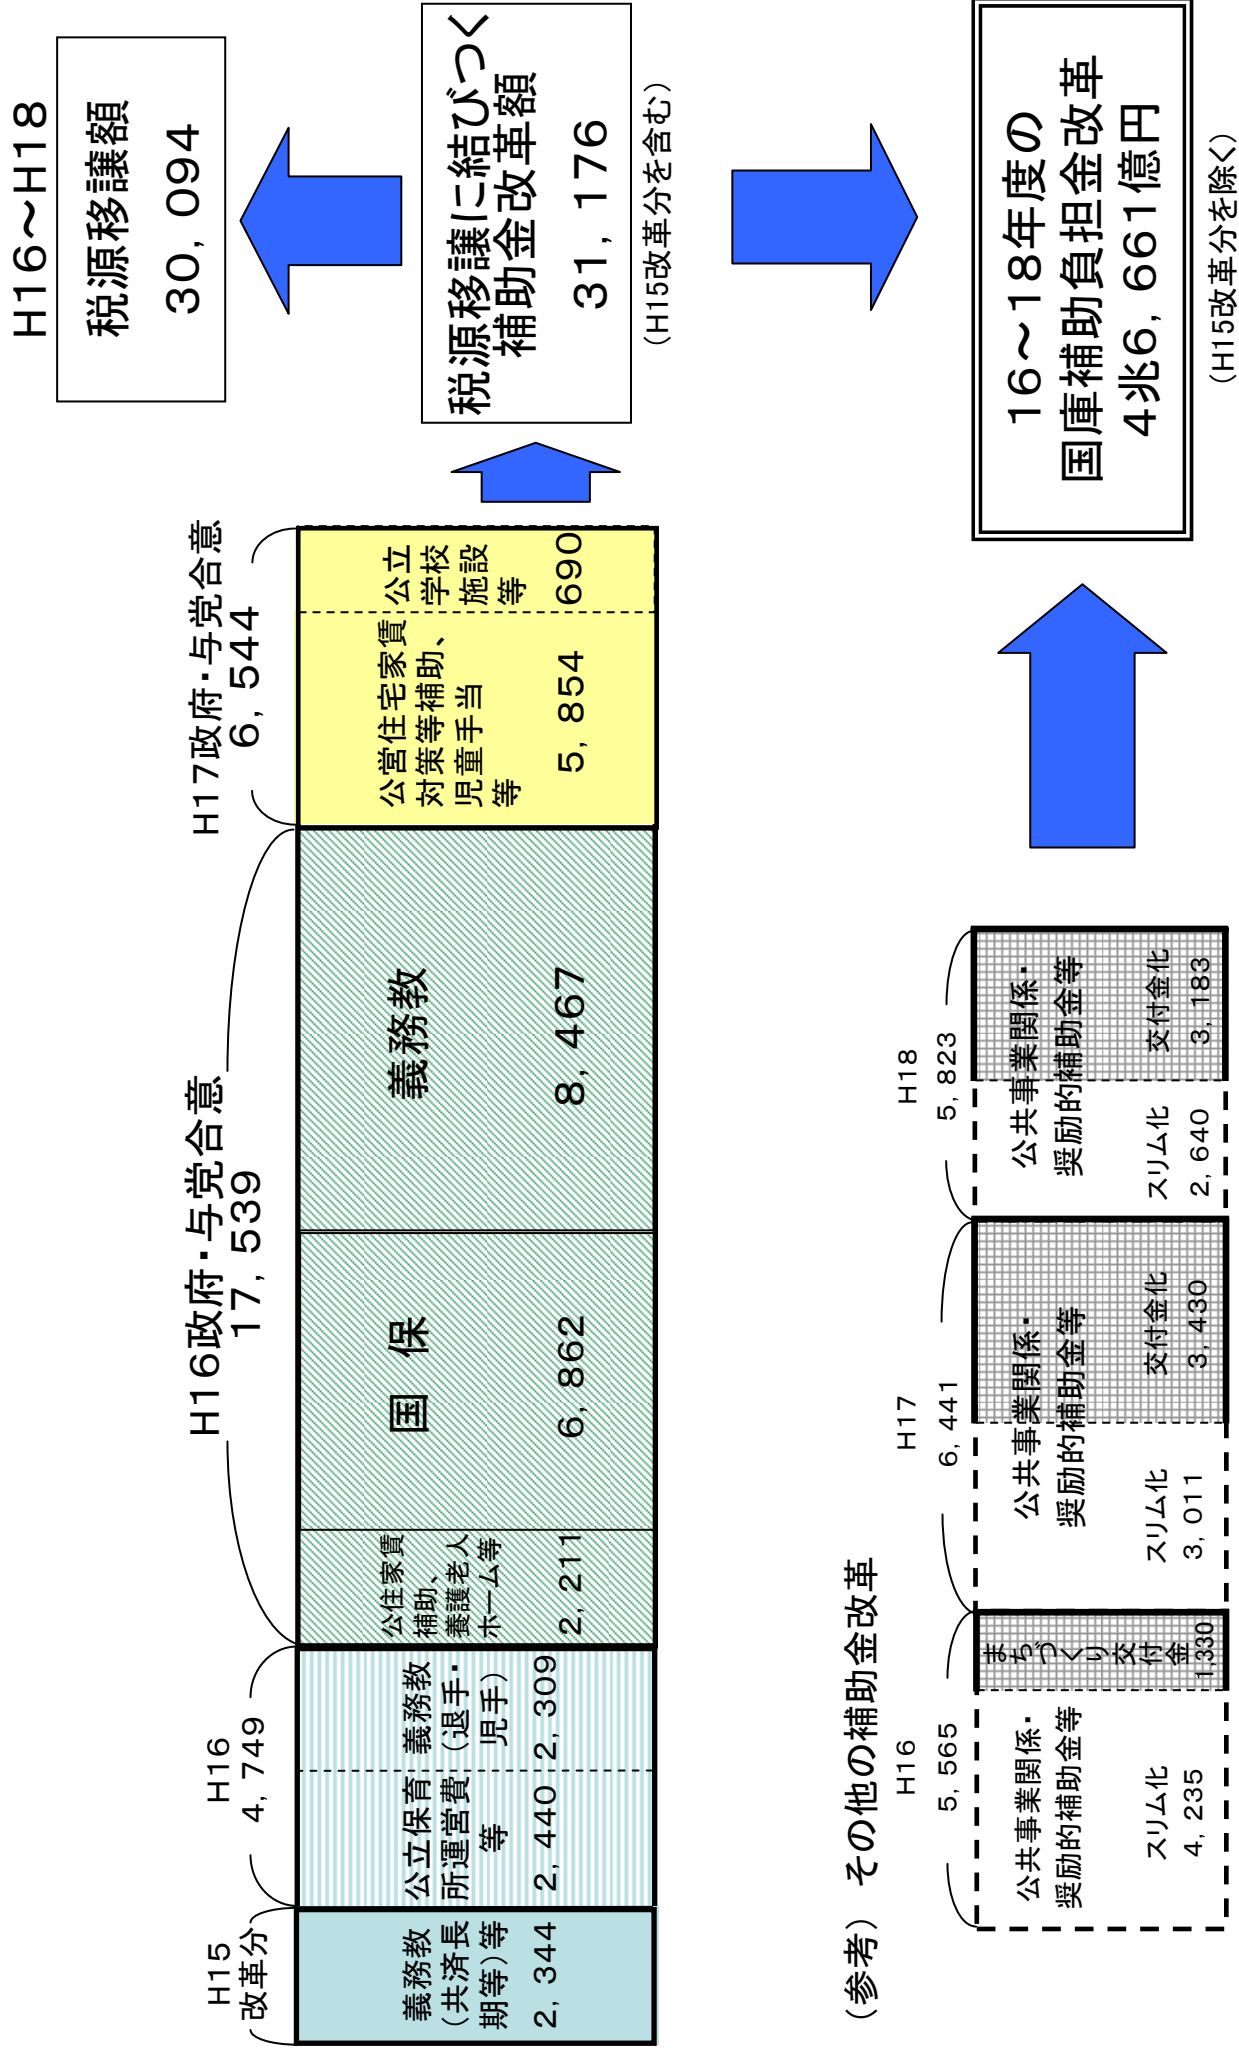 H15
改革分
義務教
（共済長
期等）等
2，344
H16
4，749
公立保育
所運営費
等
2，440
義務教
（退手・
児手）
2，309
H16政府・与党合意
17，539
公住家賃
補助、
養護老人
ホーム等
2，211
国 保
6，862
義務教
8，467
H17政府・与党合意
6，544
公営住宅家賃
対策等補助、
児童手当
等
5，854
公立
学校
施設
等
690
H16～H18
税源移譲額
30，094
税源移譲に結びつく
補助金改革額
31，176
（H15改革分を含む）
（参考） その他の補助金改革
H16
5，565
公共事業関係・
奨励的補助金等
スリム化
4，235
まちづくり交付金
1,330
H17
6，441
公共事業関係・
奨励的補助金等
スリム化
3，011
交付金化
3，430
H18
5，823
公共事業関係・
奨励的補助金等
スリム化
2，640
交付金化
3，183
16～18年度の
国庫補助負担金改革
4兆6，661億円
（H15改革分を除く）